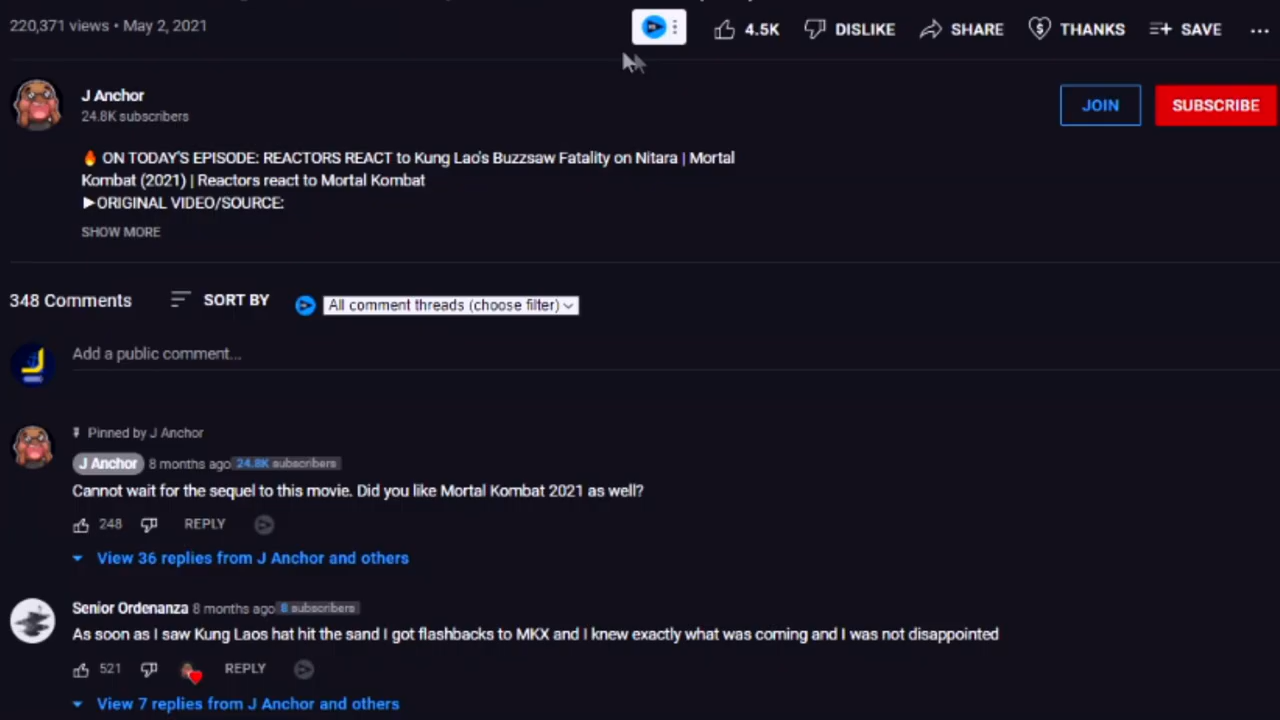 220,371 views • May 2, 2021
4.5K DISLIKE SHARE THANKS SAVE
J Anchor
24.8K subscribers
JOIN SUBSCRIBE
🔥 ON TODAY'S EPISODE: REACTORS REACT to Kung Lao's Buzzsaw Fatality on Nitara | Mortal
Kombat (2021) | Reactors react to Mortal Kombat
▶ORIGINAL VIDEO/SOURCE:
SHOW MORE
348 Comments SORT BY All comment threads (choose filter)
Add a public comment...
Pinned by J Anchor
J Anchor 8 months ago 24.8K subscribers
Cannot wait for the sequel to this movie. Did you like Mortal Kombat 2021 as well?
248 REPLY
View 36 replies from J Anchor and others
Senior Ordenanza 8 months ago 8 subscribers
As soon as I saw Kung Laos hat hit the sand I got flashbacks to MKX and I knew exactly what was coming and I was not disappointed
521 REPLY
View 7 replies from J Anchor and others